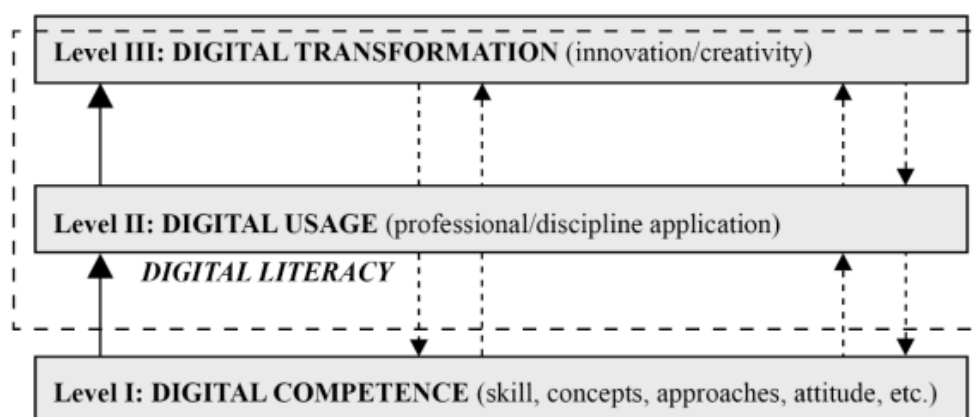 Level III: DIGITAL TRANSFORMATION (innovation/creativity)
Level II: DIGITAL USAGE (professional/discipline application)
DIGITAL LITERACY
Level I: DIGITAL COMPETENCE (skill, concepts, approaches, attitude, etc.)